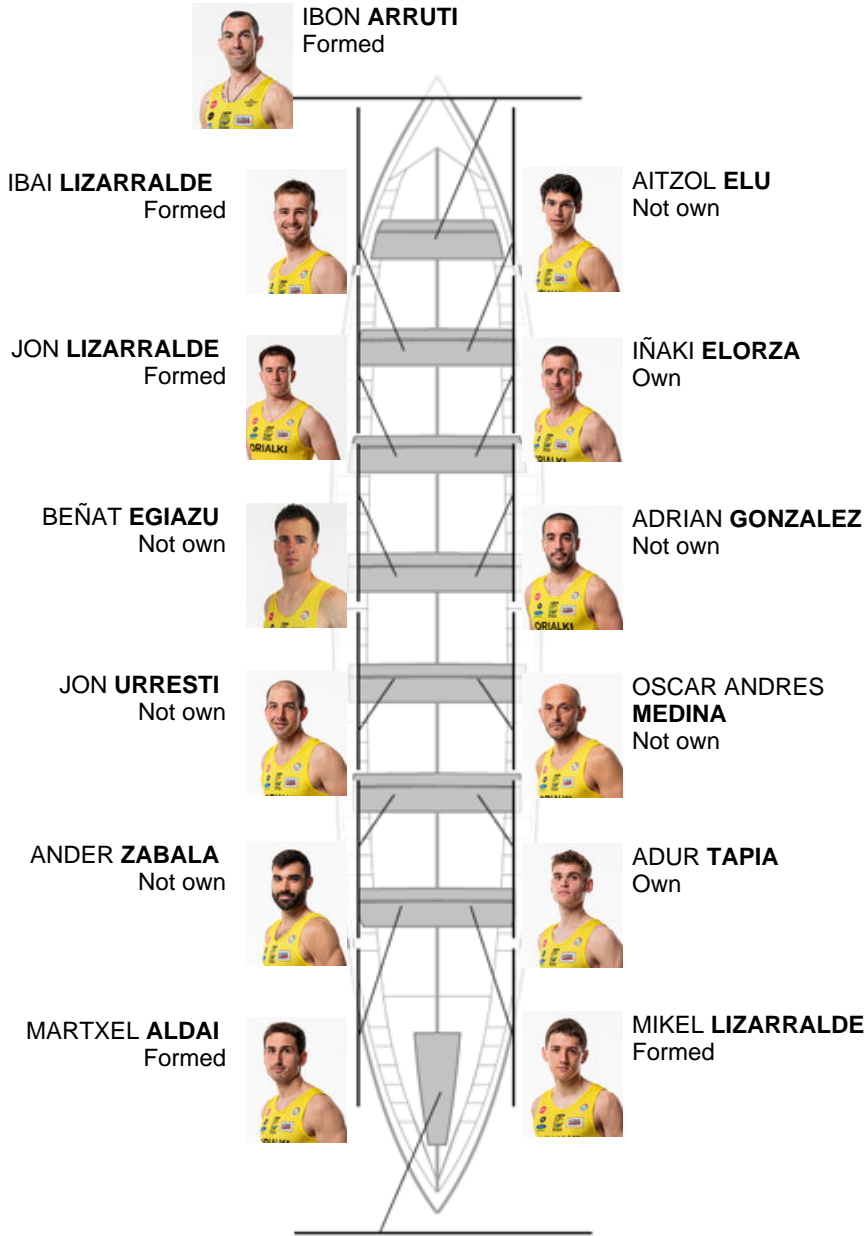 IBON ARRUTI
Formed
IBAI LIZARRALDE
Formed
AITZOL ELU
Not own
JON LIZARRALDE
Formed
IÑAKI ELORZA
Own
ORIALKI
BEÑAT EGIAZU
Not own
ADRIAN GONZALEZ
Not own
ORIALKI
JON URRESTI
Not own
OSCAR ANDRES
MEDINA
Not own
ANDER ZABALA
Not own
ADUR TAPIA
Own
MARTXEL ALDAI
Formed
MIKEL LIZARRALDE
Formed